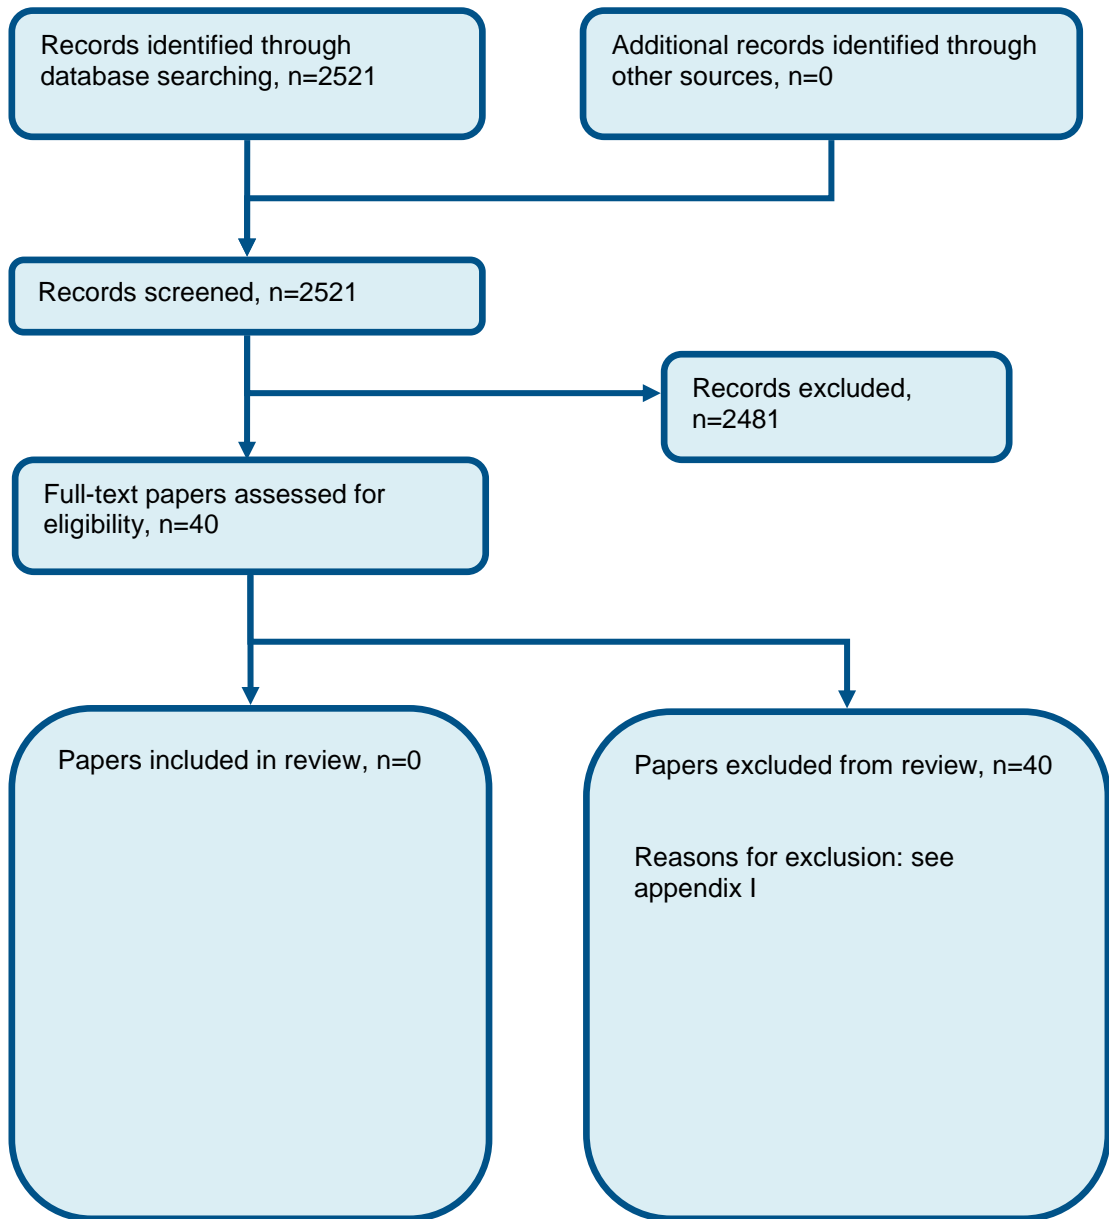 Records identified through
database searching, n=2521
Additional records identified through
other sources, n=0
Records screened, n=2521
Records excluded,
n=2481
Full-text papers assessed for
eligibility, n=40
Papers included in review, n=0
Papers excluded from review, n=40
Reasons for exclusion: see
appendix I